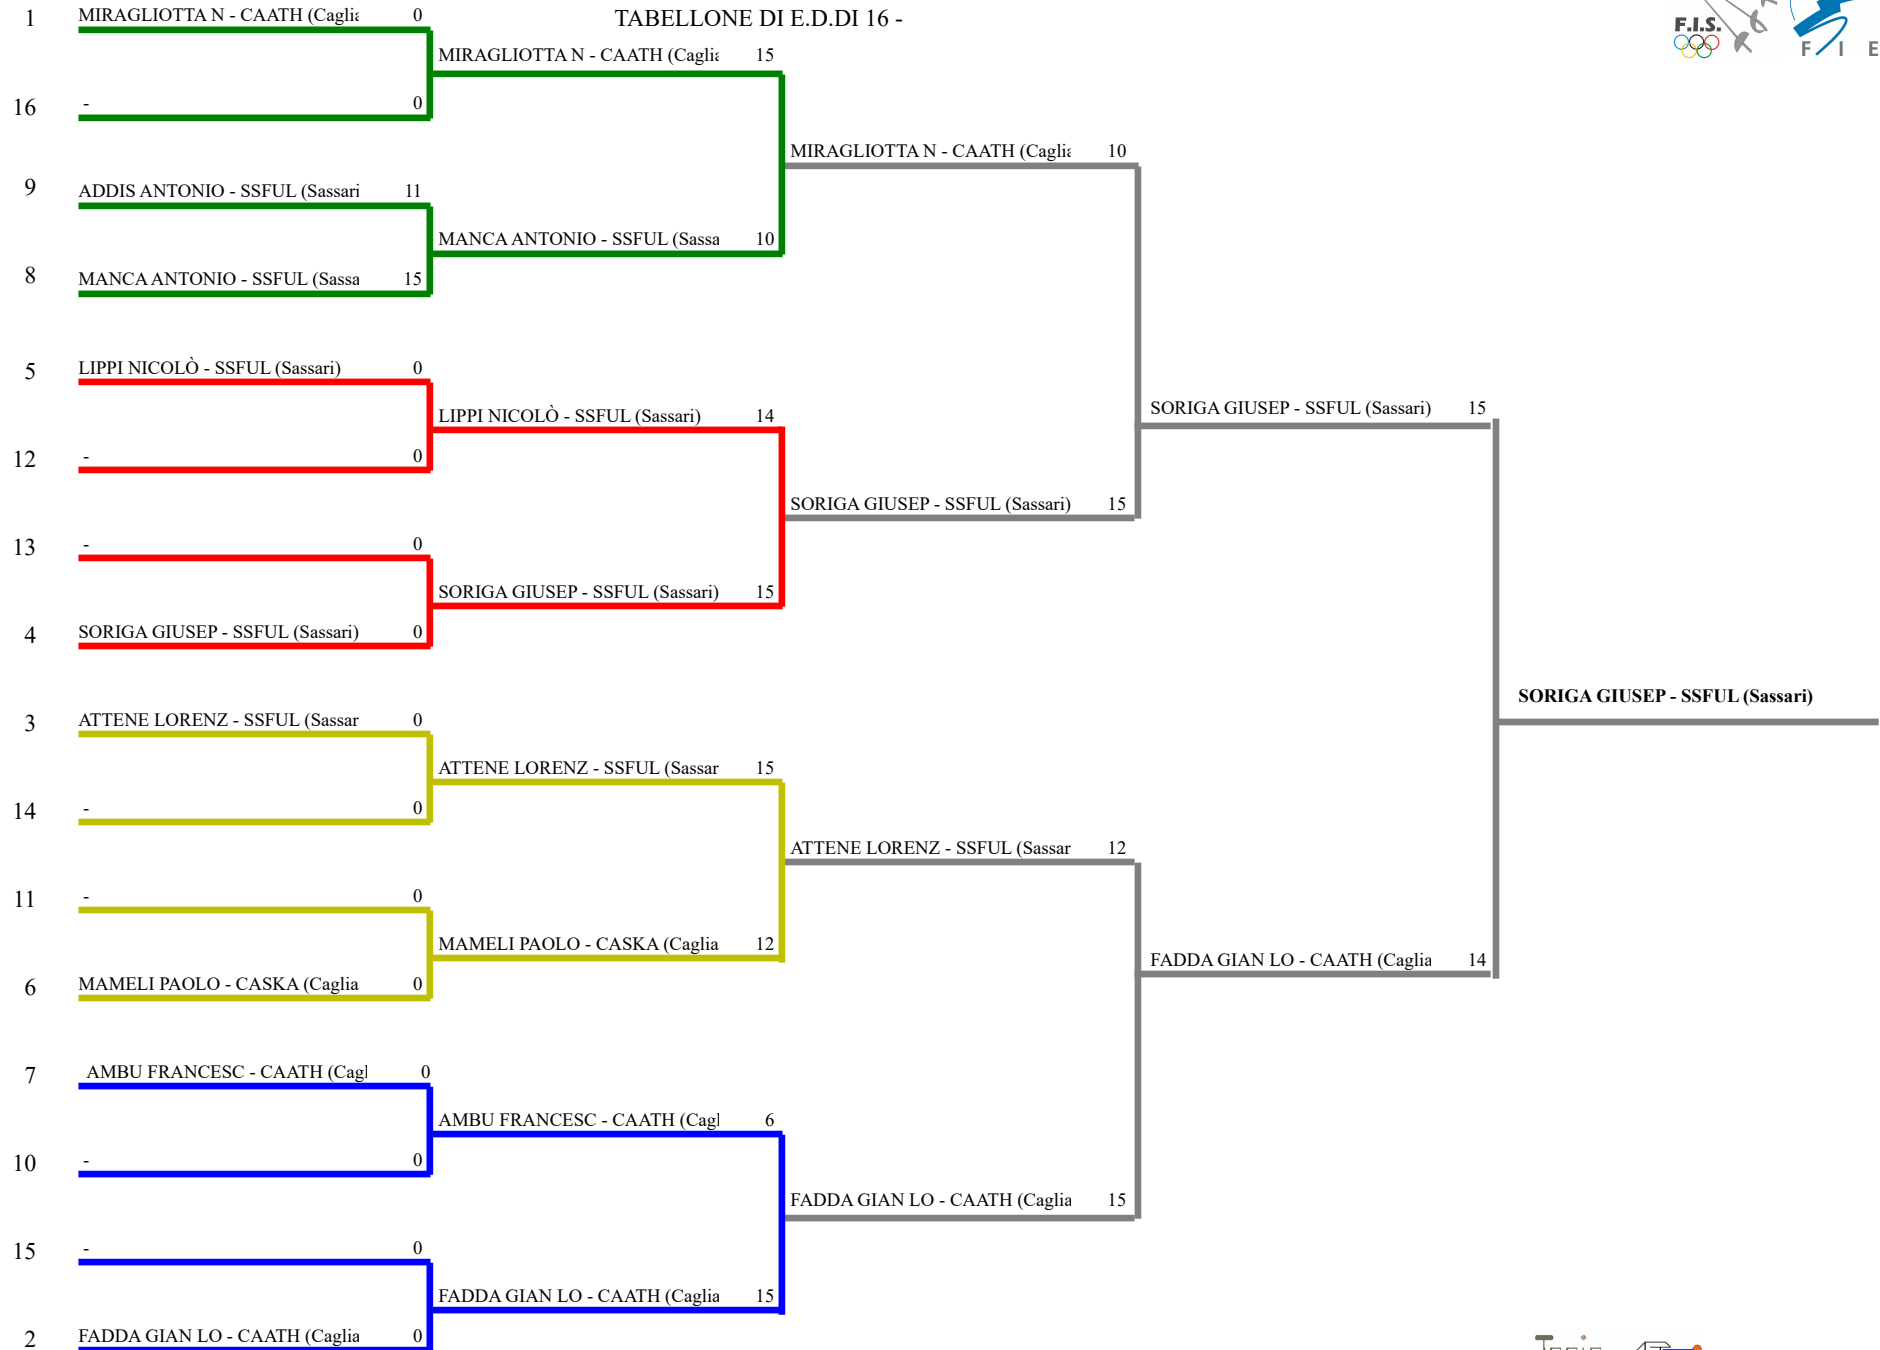 TABELLONE DI E.D.DI 16 -
F.I.S.
F I E
1 MIRAGLIOTTA N - CAATH (Caglia 0
MIRAGLIOTTA N - CAATH (Caglia 15
16 - 0
MIRAGLIOTTA N - CAATH (Caglia 10
9 ADDIS ANTONIO - SSFUL (Sassari 11
MANCA ANTONIO - SSFUL (Sassa 10
8 MANCA ANTONIO - SSFUL (Sassa 15
5 LIPPI NICOLÒ - SSFUL (Sassari) 0
LIPPI NICOLÒ - SSFUL (Sassari) 14
SORIGA GIUSEP - SSFUL (Sassari) 15
12 - 0
SORIGA GIUSEP - SSFUL (Sassari) 15
13 - 0
SORIGA GIUSEP - SSFUL (Sassari) 15
4 SORIGA GIUSEP - SSFUL (Sassari) 0
SORIGA GIUSEP - SSFUL (Sassari)
3 ATTENE LORENZ - SSFUL (Sassar 0
ATTENE LORENZ - SSFUL (Sassar 15
14 - 0
ATTENE LORENZ - SSFUL (Sassar 12
11 - 0
MAMELI PAOLO - CASKA (Caglia 12
FADDA GIAN LO - CAATH (Caglia 14
6 MAMELI PAOLO - CASKA (Caglia 0
7 AMBU FRANCESC - CAATH (Cagl 0
AMBU FRANCESC - CAATH (Cagl 6
10 - 0
FADDA GIAN LO - CAATH (Caglia 15
15 - 0
FADDA GIAN LO - CAATH (Caglia 15
2 FADDA GIAN LO - CAATH (Caglia 0